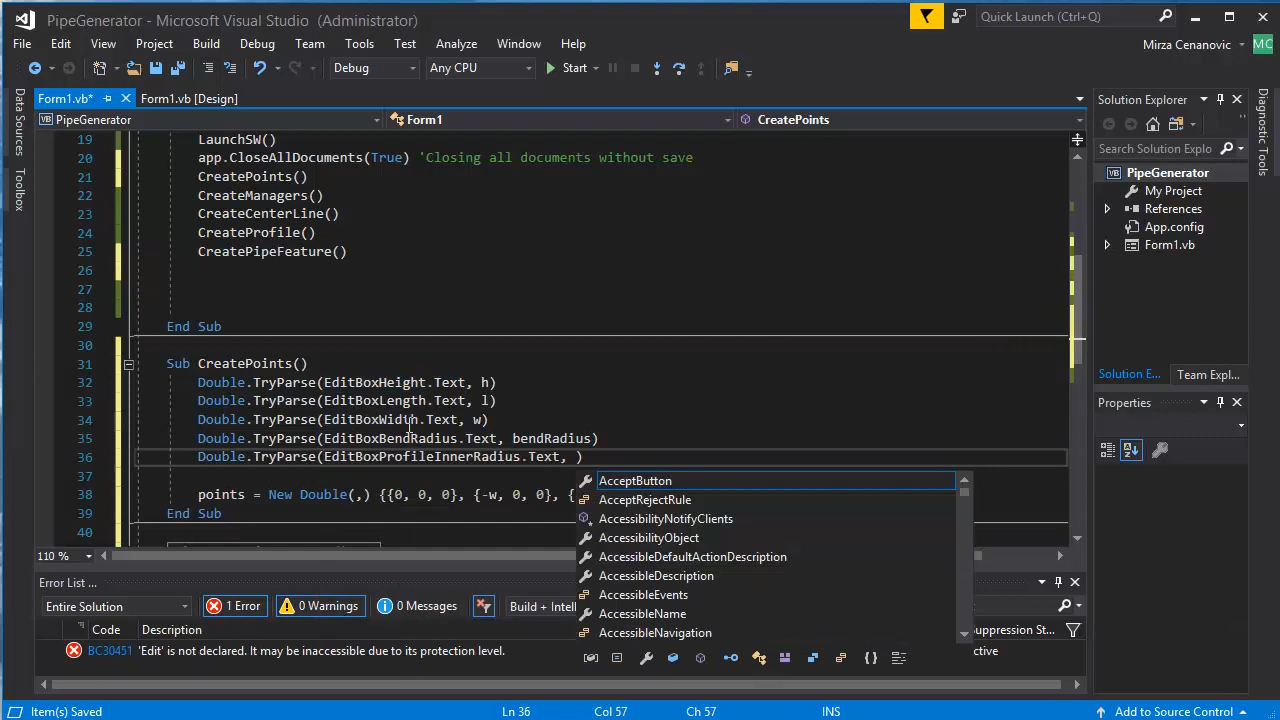 PipeGenerator - Microsoft Visual Studio (Administrator)
Quick Launch (Ctrl+Q)
File Edit View Project Build Debug Team Tools Test Analyze Window Help
Mirza Cenanovic MC
Debug Any CPU Start
Form1.vb* Form1.vb [Design]
PipeGenerator Form1 CreatePoints
Data Sources
Toolbox
19 LaunchSW()
20 app.CloseAllDocuments(True) 'Closing all documents without save
21 CreatePoints()
22 CreateManagers()
23 CreateCenterLine()
24 CreateProfile()
25 CreatePipeFeature()
26
27
28
29 End Sub
30
31 Sub CreatePoints()
32 Double.TryParse(EditBoxHeight.Text, h)
33 Double.TryParse(EditBoxLength.Text, l)
34 Double.TryParse(EditBoxWidth.Text, w)
35 Double.TryParse(EditBoxBendRadius.Text, bendRadius)
36 Double.TryParse(EditBoxProfileInnerRadius.Text, )
37
38 points = New Double(,) {{0, 0, 0}, {-w, 0, 0}, {
39 End Sub
40
AcceptButton
AcceptRejectRule
AccessibilityNotifyClients
AccessibilityObject
AccessibleDefaultActionDescription
AccessibleDescription
AccessibleEvents
AccessibleName
AccessibleNavigation
110 %
Error List ...
Entire Solution 1 Error 0 Warnings 0 Messages Build + Intell
Code Description uppression St...
BC30451 'Edit' is not declared. It may be inaccessible due to its protection level. ctive
Solution Explorer
Search Solution Explo
PipeGenerator
My Project
References
App.config
Form1.vb
Solution E... Team Expl...
Properties
Diagnostic Tools
Item(s) Saved Ln 36 Col 57 Ch 57 INS Add to Source Control